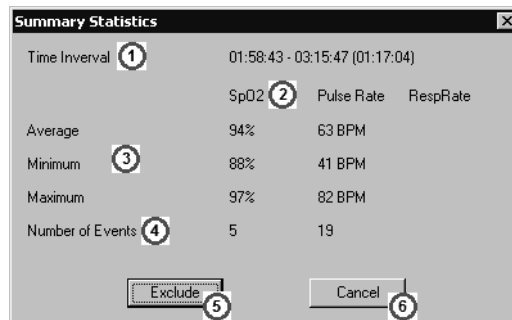 Summary Statistics
Time Inverval 1 01:58:43 - 03:15:47 (01:17:04)
SpO2 2 Pulse Rate RespRate
Average 94% 63 BPM
Minimum 3 88% 41 BPM
Maximum 97% 82 BPM
Number of Events 4 5 19
Exclude 5 Cancel 6